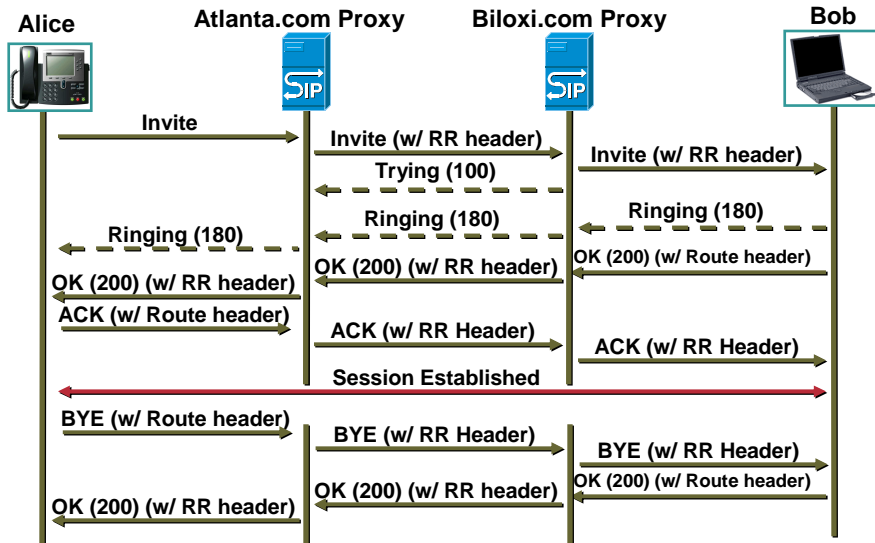 Alice
Atlanta.com Proxy
Biloxi.com Proxy
Bob
SIP
SIP
Invite
Invite (w/ RR header)
Invite (w/ RR header)
Trying (100)
Ringing (180)
Ringing (180)
Ringing (180)
OK (200) (w/ Route header)
OK (200) (w/ RR header)
OK (200) (w/ RR header)
ACK (w/ Route header)
ACK (w/ RR Header)
ACK (w/ RR Header)
Session Established
BYE (w/ Route header)
BYE (w/ RR Header)
BYE (w/ RR Header)
OK (200) (w/ Route header)
OK (200) (w/ RR header)
OK (200) (w/ RR header)